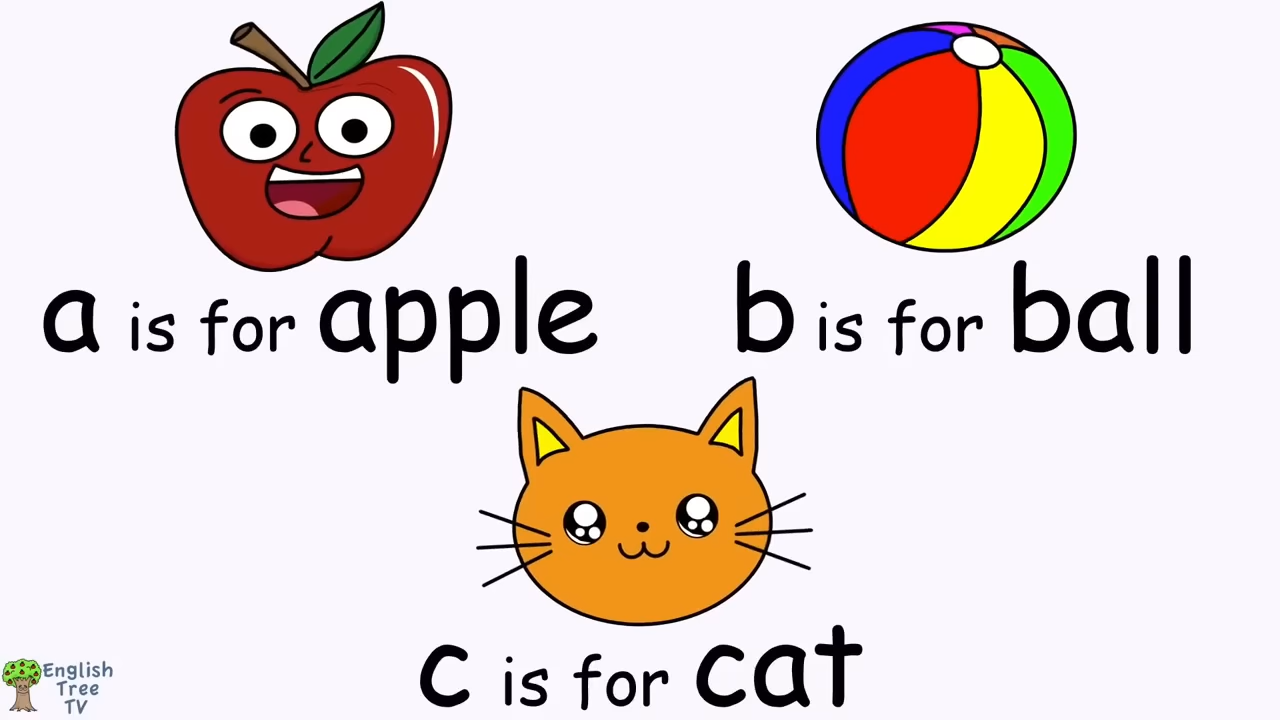 a is for apple
b is for ball
c is for cat
English
Tree
TV